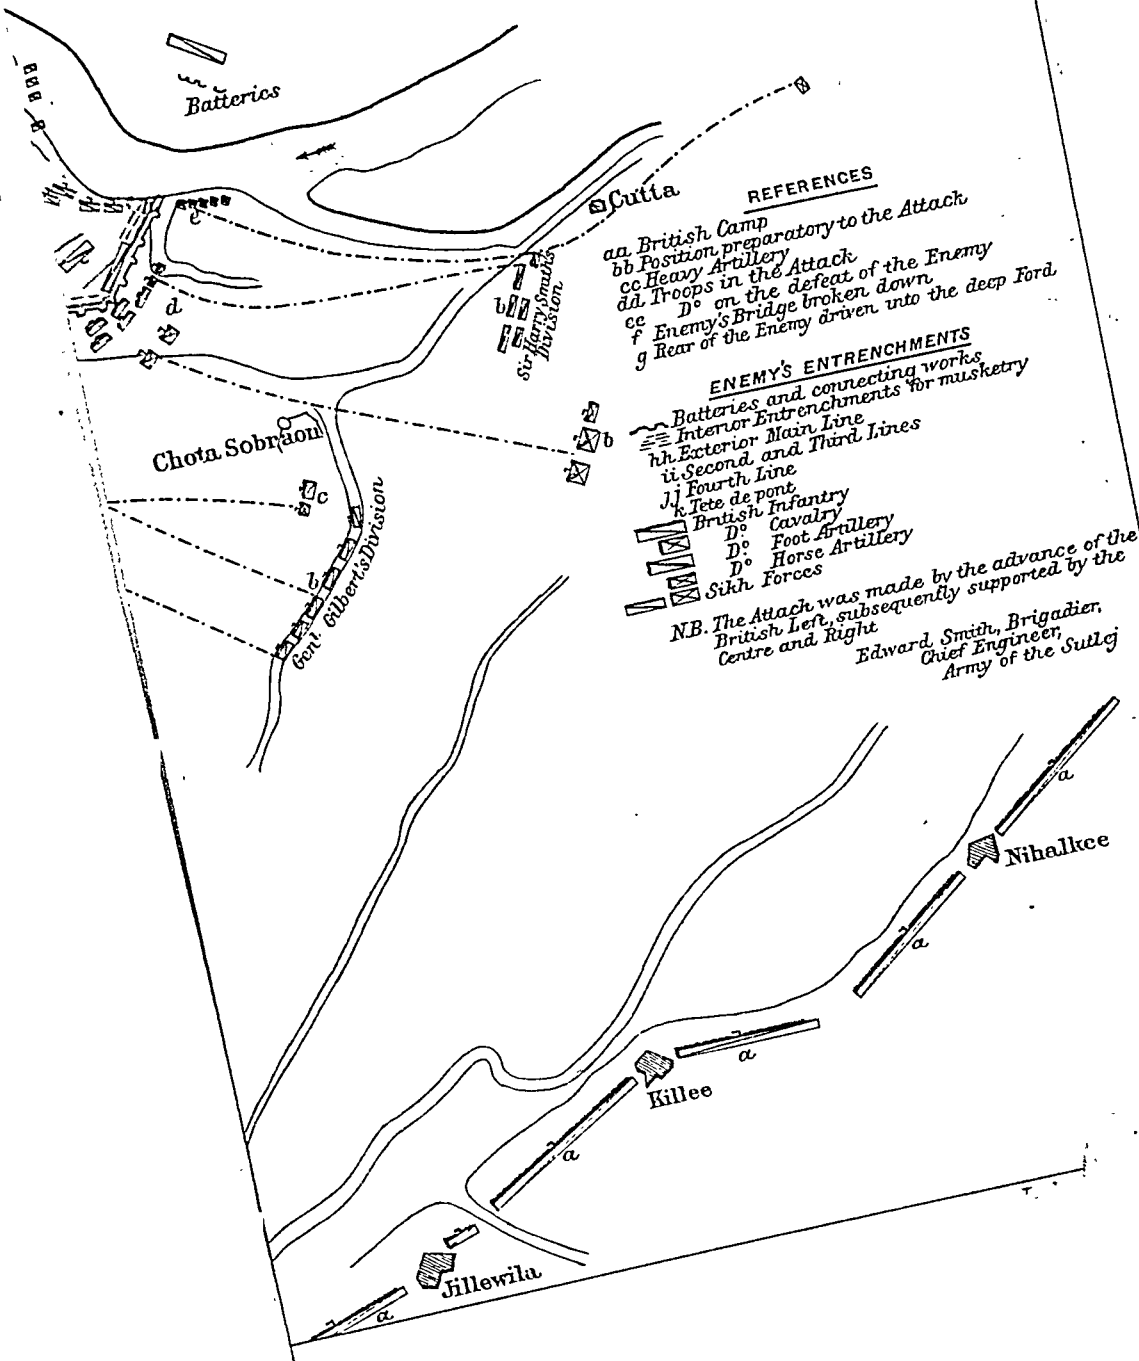 Batteries
Cutta
REFERENCES
aa British Camp
bb Position preparatory to the Attack
cc Heavy Artillery
dd Troops in the Attack
ee Do on the defeat of the Enemy
f Enemy's Bridge broken down
g Rear of the Enemy driven into the deep Ford
ENEMY'S ENTRENCHMENTS
Batteries and connecting works
Interior Entrenchments for musketry
hh Exterior Main Line
ii Second and Third Lines
jj Fourth Line
k Tete de pont
British Infantry
Do Cavalry
Do Foot Artillery
Do Horse Artillery
Sikh Forces
N.B. The Attack was made by the advance of the
British Left, subsequently supported by the
Centre and Right
Edward Smith, Brigadier,
Chief Engineer,
Army of the Sutlej
e
d
b
Sir Harry Smith's
Division
b
Chota Sobraon
c
b
Genl. Gilbert's Division
a
Nihalkee
a
a
Killee
a
Jillewila
a